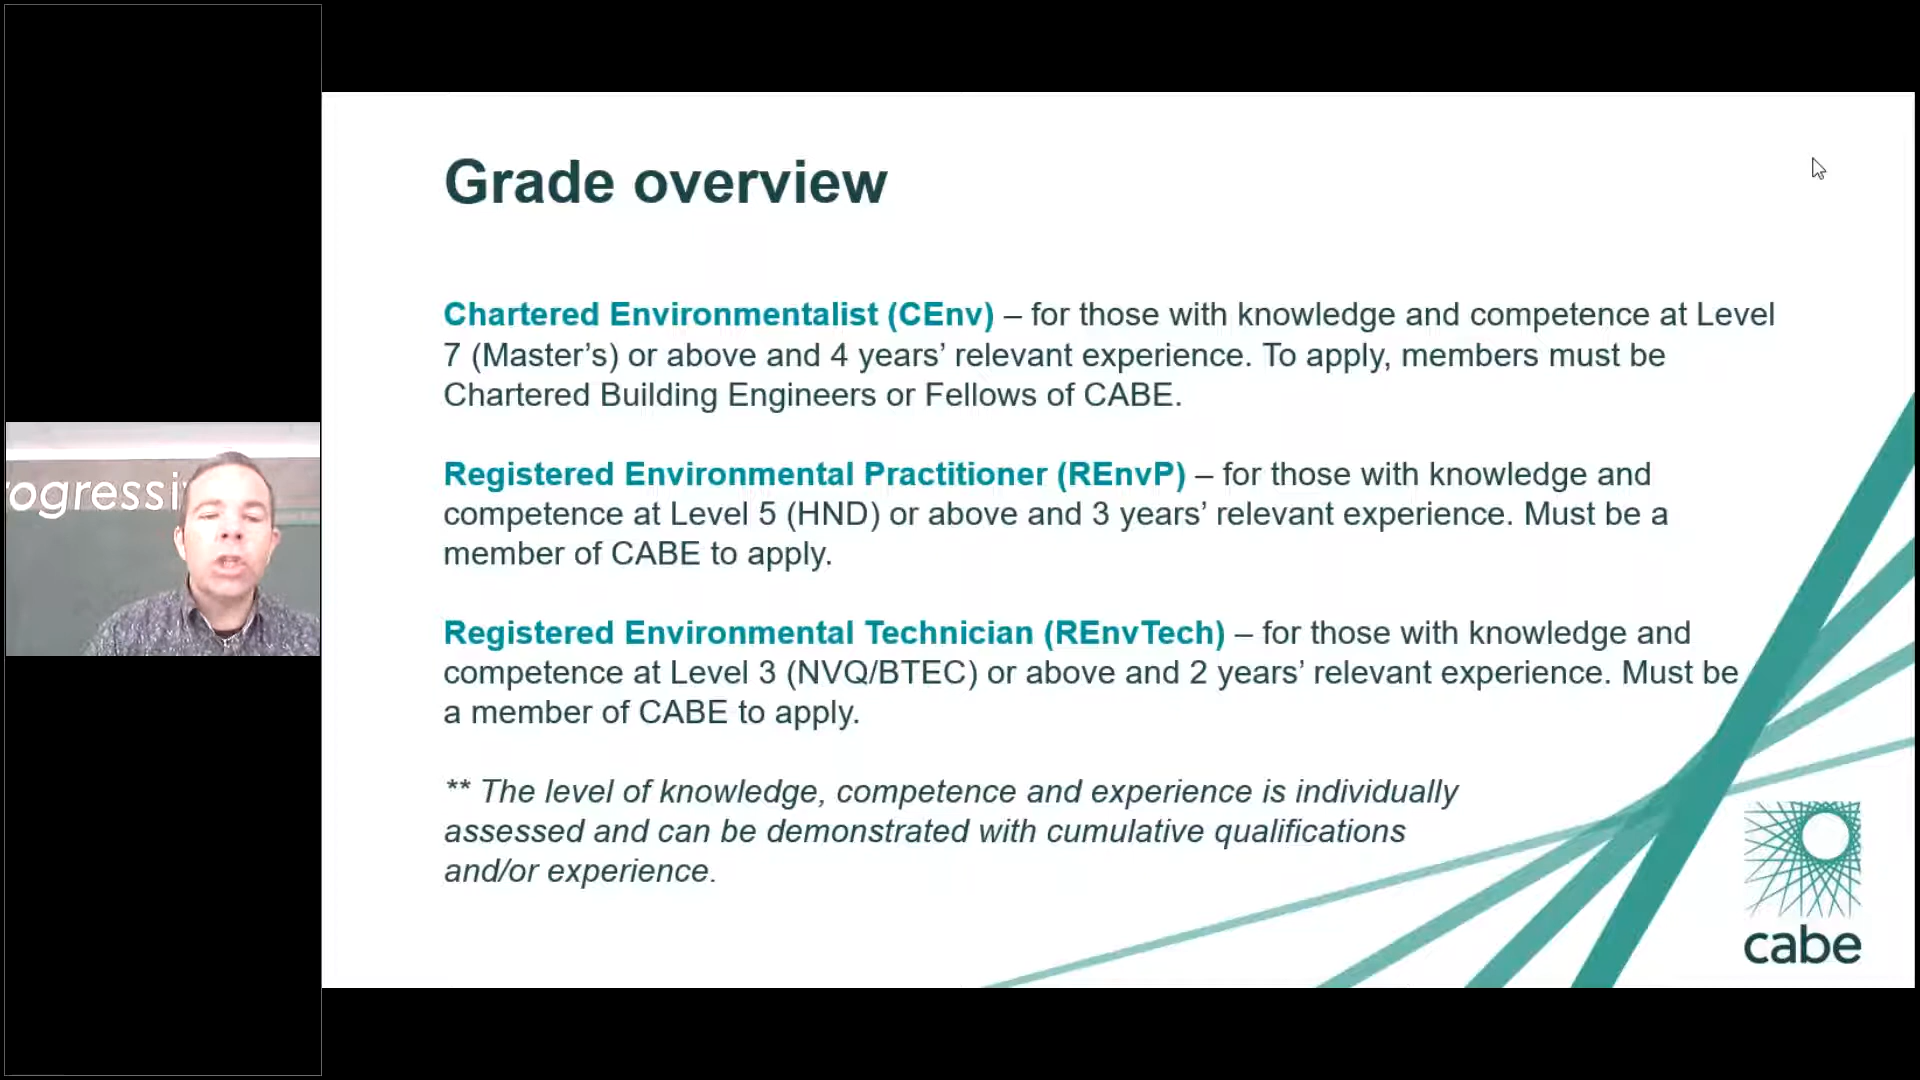 Grade overview
Chartered Environmentalist (CEnv) – for those with knowledge and competence at Level
7 (Master’s) or above and 4 years’ relevant experience. To apply, members must be
Chartered Building Engineers or Fellows of CABE.
Registered Environmental Practitioner (REnvP) – for those with knowledge and
competence at Level 5 (HND) or above and 3 years’ relevant experience. Must be a
member of CABE to apply.
Registered Environmental Technician (REnvTech) – for those with knowledge and
competence at Level 3 (NVQ/BTEC) or above and 2 years’ relevant experience. Must be
a member of CABE to apply.
** The level of knowledge, competence and experience is individually
assessed and can be demonstrated with cumulative qualifications
and/or experience.
ogressi
cabe